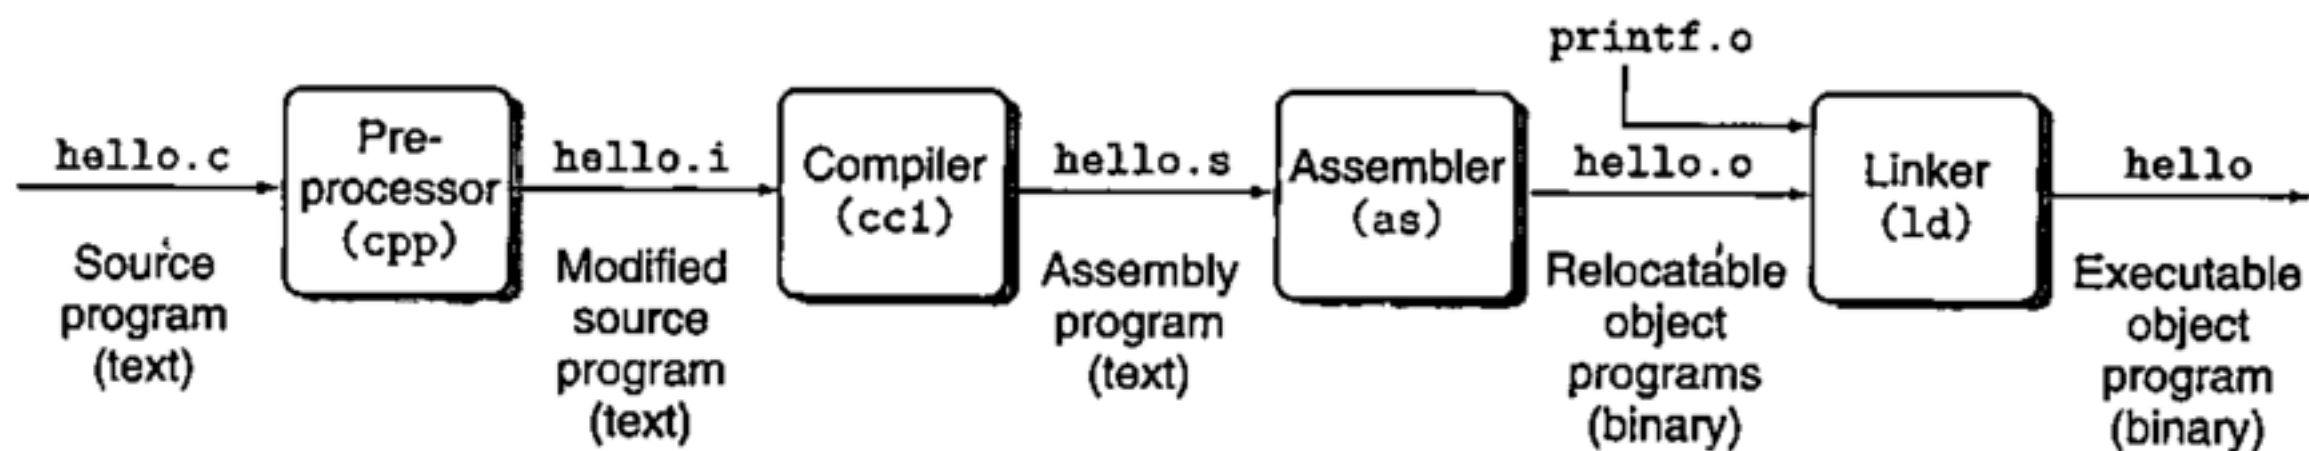 printf.o
hello.c
Pre-
processor
(cpp)
hello.i
Compiler
(cc1)
hello.s
Assembler
(as)
hello.o
Linker
(ld)
hello
Source
program
(text)
Modified
source
program
(text)
Assembly
program
(text)
Relocatable
object
programs
(binary)
Executable
object
program
(binary)